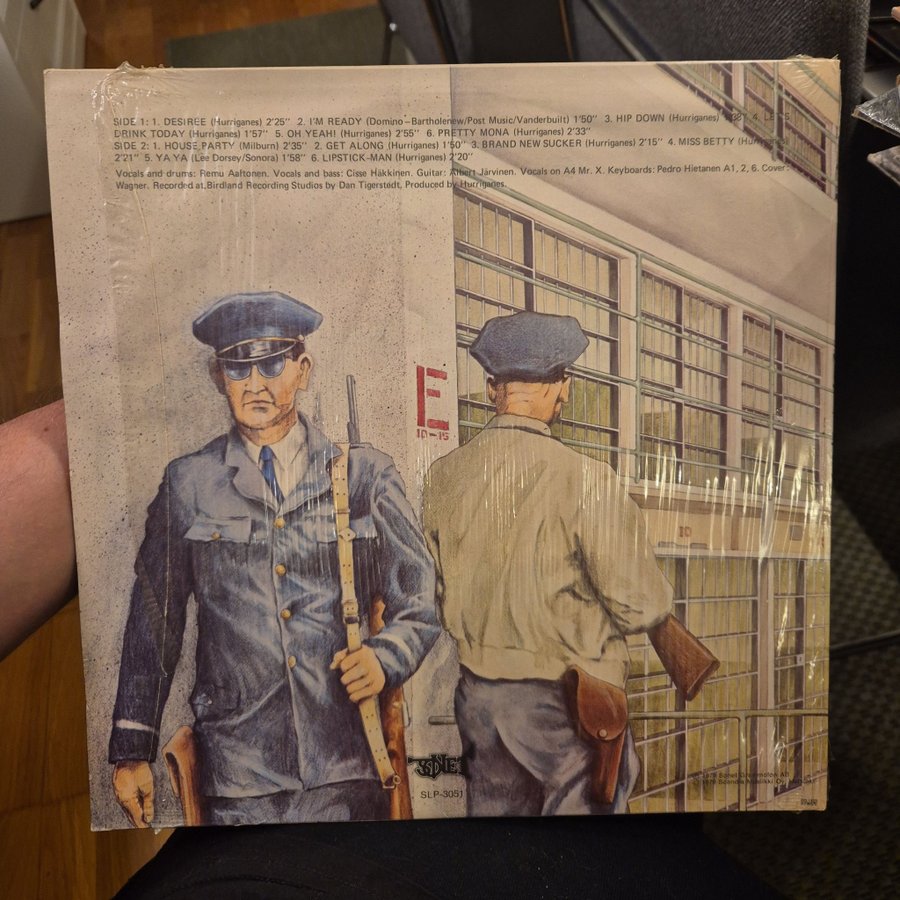 SIDE 1: 1. DESIREE (Hurriganes) 2'25" 2. I'M READY (Domino-Bartholenew/Post Music/Vanderbuilt) 1'50" 3. HIP DOWN (Hurriganes) 4.
DRINK TODAY (Hurriganes) 1'57" 5. OH YEAH! (Hurriganes) 2'55" 6. PRETTY MONA (Hurriganes) 2'33"
SIDE 2: 1. HOUSE PARTY (Milburn) 2'35" 2. GET ALONG (Hurriganes) 1'50" 3. BRAND NEW SUCKER (Hurriganes) 2'15" 4. MISS BETTY (Hurriganes)
2'21" 5. YA YA (Lee Dorsey/Sonora) 1'58" 6. LIPSTICK-MAN (Hurriganes) 2'20"
Vocals and drums: Remu Aaltonen. Vocals and bass: Cisse Häkkinen. Guitar: Albert Järvinen. Vocals on A4 Mr. X. Keyboards: Pedro Hietanen A1, 2, 6. Cover:
Wagner. Recorded at Birdland Recording Studios by Dan Tigerstedt, Produced by Hurriganes.
E
10-15
10
SONET
SLP-3051